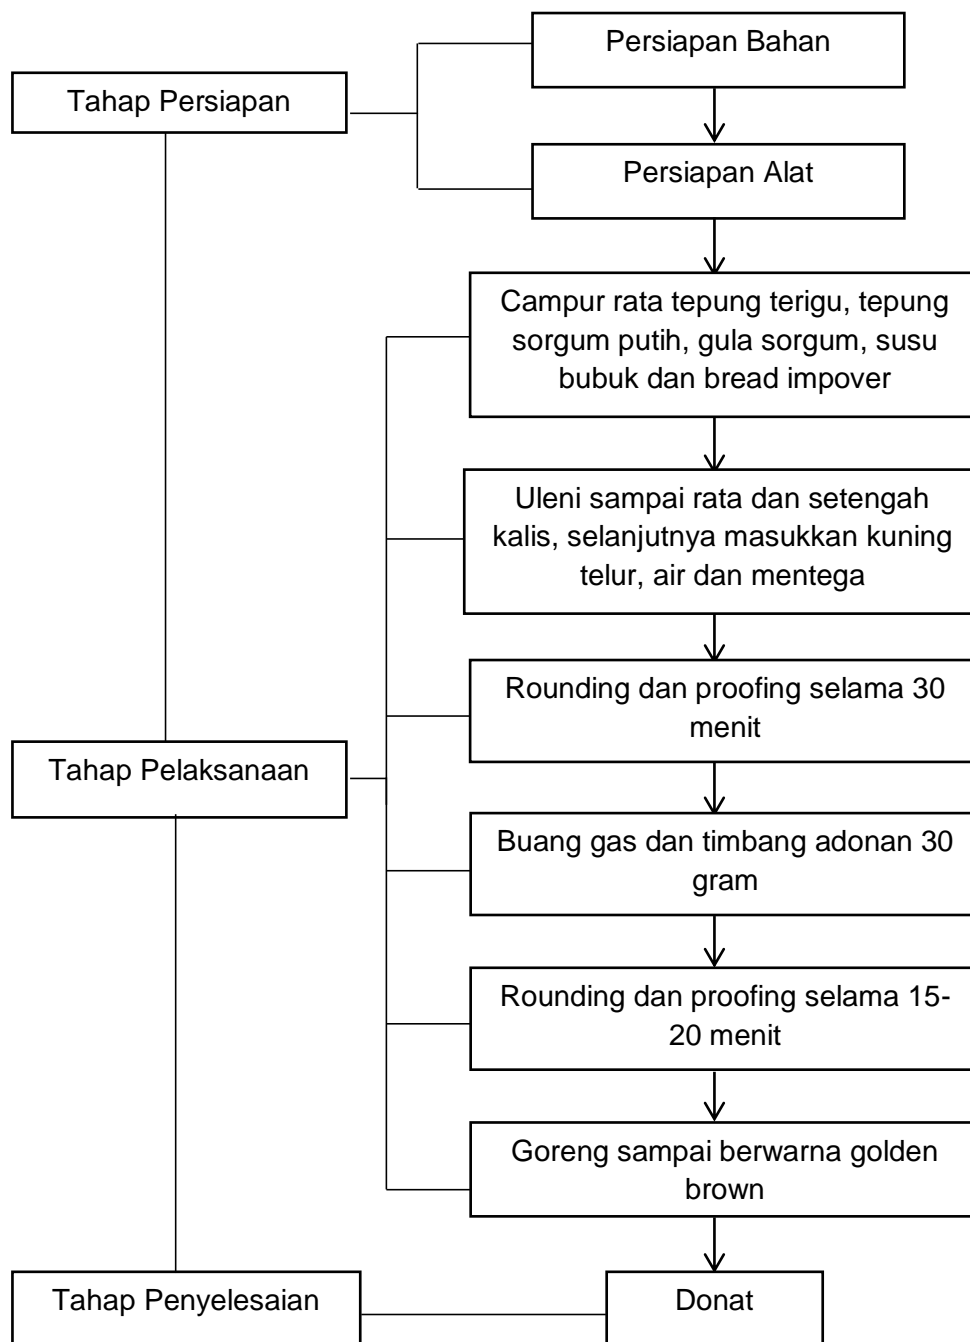 Persiapan Bahan
Tahap Persiapan
Persiapan Alat
Campur rata tepung terigu, tepung
sorgum putih, gula sorgum, susu
bubuk dan bread impover
Uleni sampai rata dan setengah
kalis, selanjutnya masukkan kuning
telur, air dan mentega
Rounding dan proofing selama 30
menit
Tahap Pelaksanaan
Buang gas dan timbang adonan 30
gram
Rounding dan proofing selama 15-
20 menit
Goreng sampai berwarna golden
brown
Tahap Penyelesaian
Donat